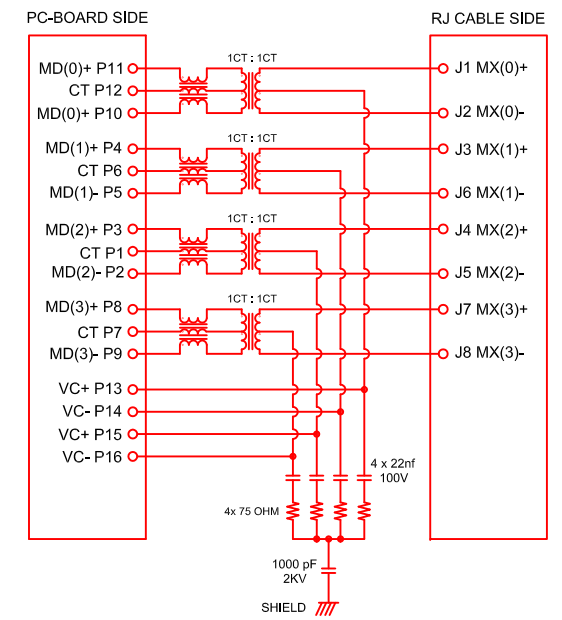 PC-BOARD SIDE
RJ CABLE SIDE
1CT : 1CT
MD(0)+ P11
J1 MX(0)+
CT P12
MD(0)+ P10
J2 MX(0)-
1CT : 1CT
MD(1)+ P4
J3 MX(1)+
CT P6
MD(1)- P5
J6 MX(1)-
1CT : 1CT
MD(2)+ P3
J4 MX(2)+
CT P1
MD(2)- P2
J5 MX(2)-
1CT : 1CT
MD(3)+ P8
J7 MX(3)+
CT P7
MD(3)- P9
J8 MX(3)-
VC+ P13
VC- P14
VC+ P15
VC- P16
4 x 22nf
100V
4x 75 OHM
1000 pF
2KV
SHIELD